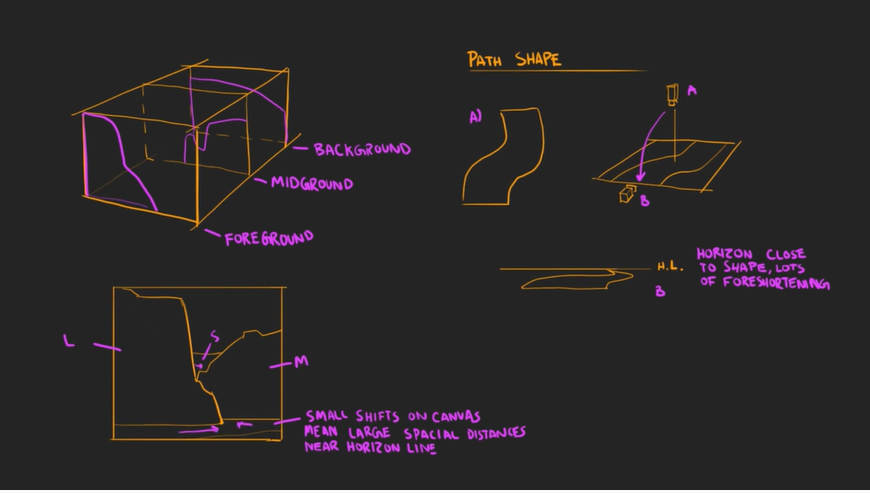 BACKGROUND
MIDGROUND
FOREGROUND
PATH SHAPE
A
A)
B
H.L.
HORIZON CLOSE
TO SHAPE, LOTS
OF FORESHORTENING
B
L
S
M
SMALL SHIFTS ON CANVAS
MEAN LARGE SPACIAL DISTANCES
NEAR HORIZON LINE